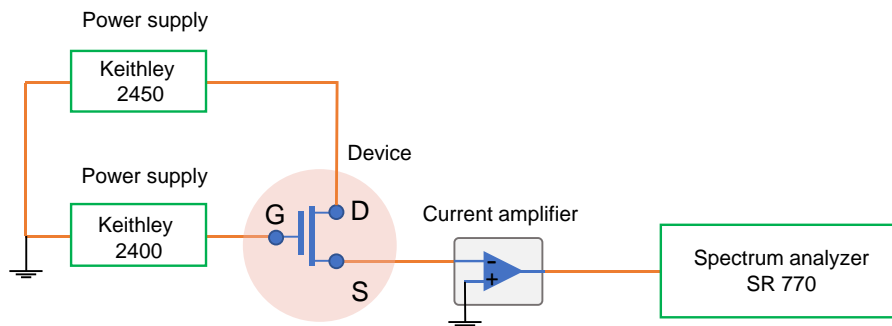 Power supply
Keithley
2450
Device
Power supply
Keithley
2400
G
D
S
Current amplifier
-
+
Spectrum analyzer
SR 770